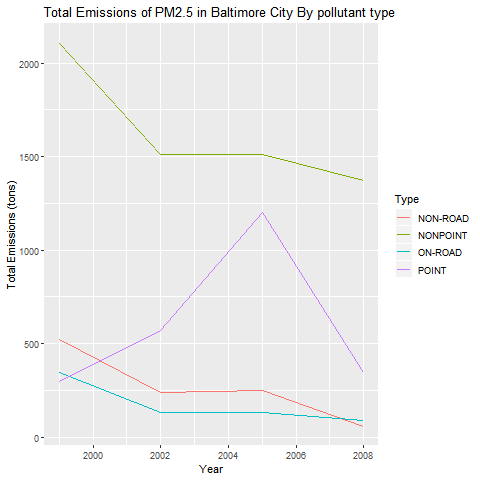 Total Emissions of PM2.5 in Baltimore City By pollutant type
2000
1500
1000
500
0
Total Emissions (tons)
2000 2002 2004 2006 2008
Year
Type
NON-ROAD
NONPOINT
ON-ROAD
POINT